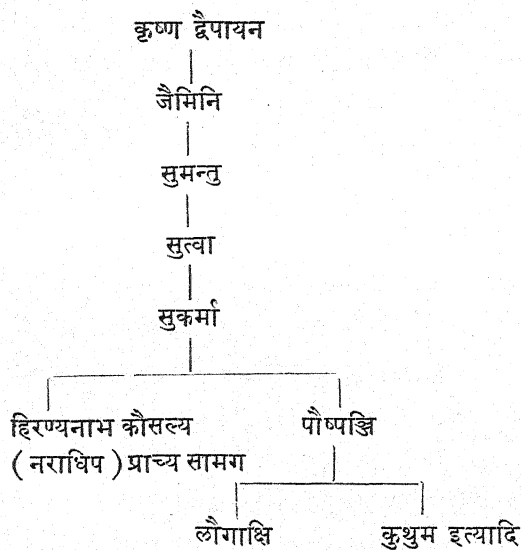 कृष्ण द्वैपायन
जैमिनि
सुमन्तु
सुत्वा
सुकर्मा
हिरण्यनाभ कौसल्य
(नराधिप) प्राच्य सामग
पौष्पञ्जि
लौगाक्षि
कुथुम इत्यादि